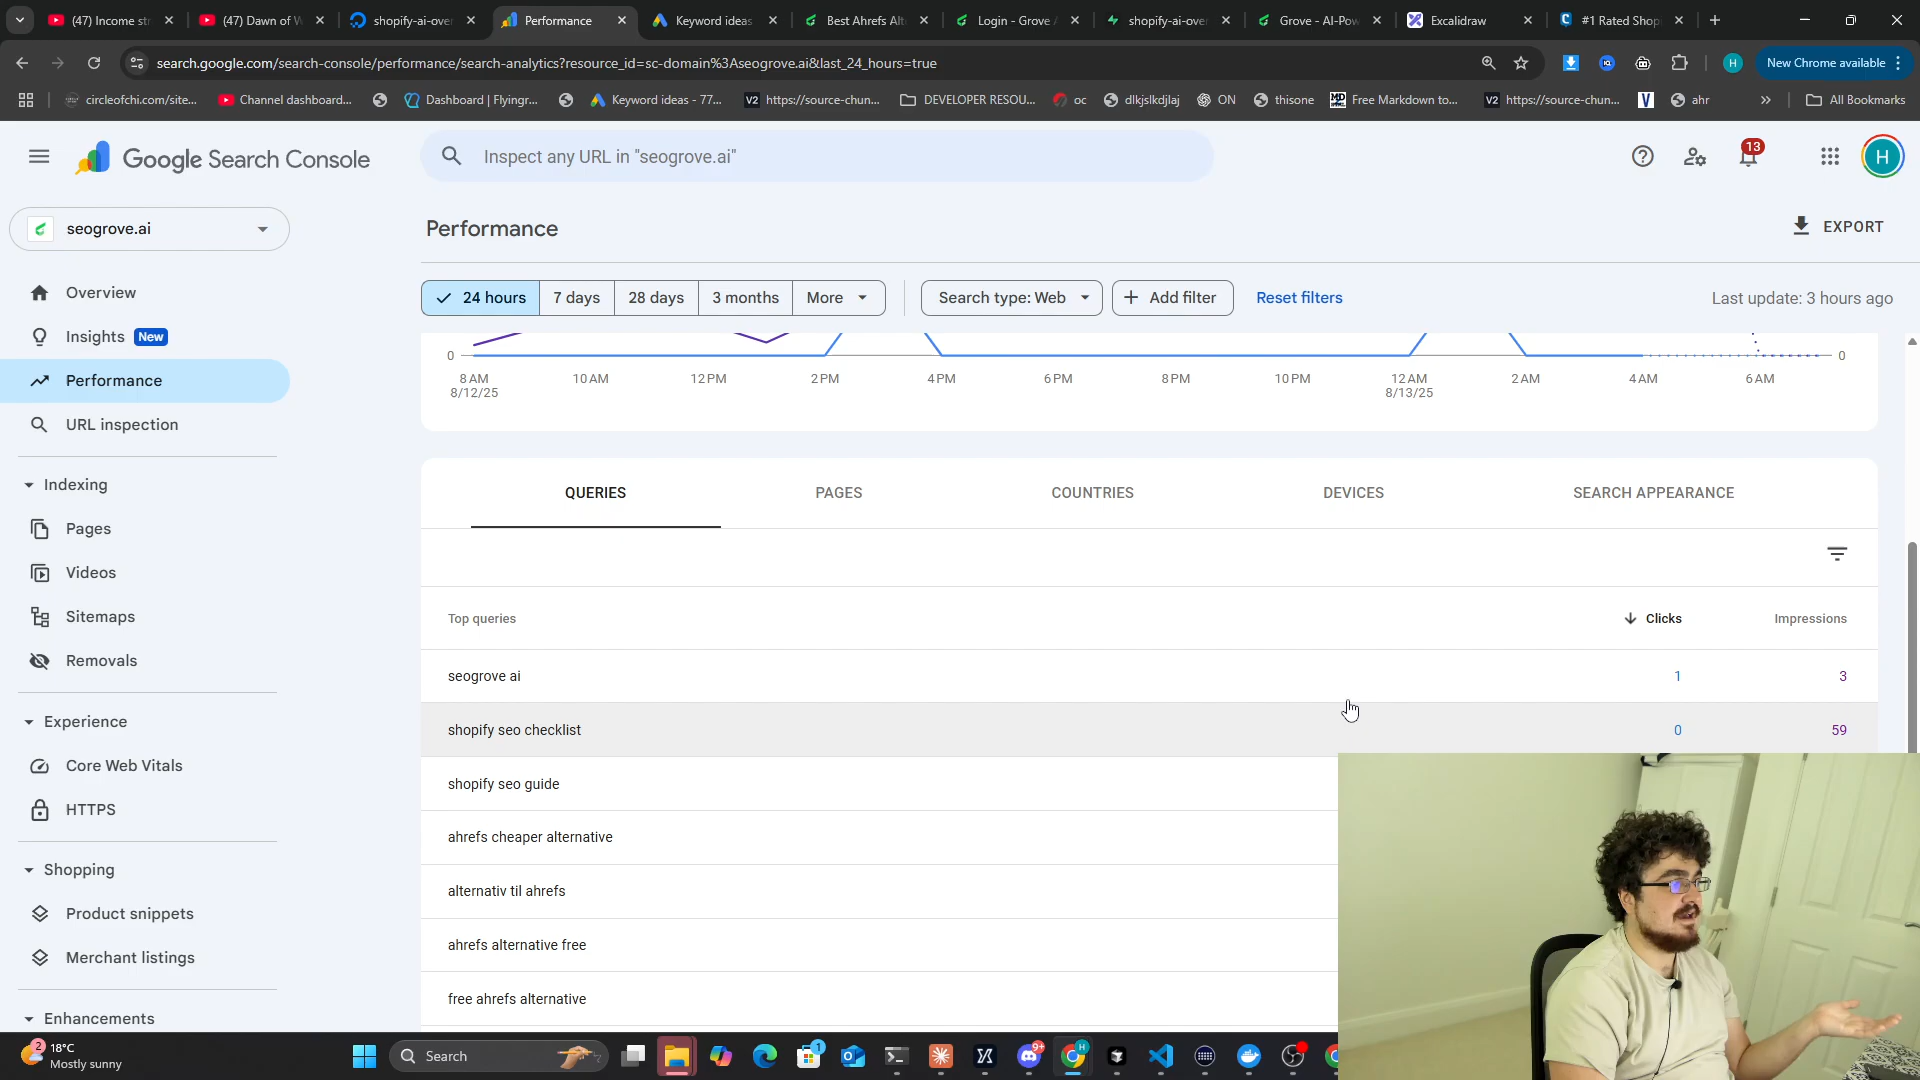 (47) Income str
(47) Dawn of W
shopify-ai-over
Performance
Keyword ideas
Best Ahrefs Alt
Login - Grove
shopify-ai-over
Grove - AI-Pow
Excalidraw
#1 Rated Shop
search.google.com/search-console/performance/search-analytics?resource_id=sc-domain%3Aseogrove.ai&last_24_hours=true
H
New Chrome available
circleofchi.com/site...
Channel dashboard...
Dashboard | Flyingr...
Keyword ideas - 77...
V2 https://source-chun...
DEVELOPER RESOU...
oc
dlkjslkdjlaj
ON
thisone
Free Markdown to...
V2 https://source-chun...
V
ahr
All Bookmarks
Google Search Console
Inspect any URL in "seogrove.ai"
13
H
seogrove.ai
Performance
EXPORT
24 hours
7 days
28 days
3 months
More
Search type: Web
Add filter
Reset filters
Last update: 3 hours ago
Overview
Insights New
Performance
URL inspection
Indexing
Pages
Videos
Sitemaps
Removals
Experience
Core Web Vitals
HTTPS
Shopping
Product snippets
Merchant listings
Enhancements
0
0
8 AM 10 AM 12 PM 2 PM 4 PM 6 PM 8 PM 10 PM 12 AM 2 AM 4 AM 6 AM
8/12/25 8/13/25
QUERIES
PAGES
COUNTRIES
DEVICES
SEARCH APPEARANCE
Top queries Clicks Impressions
seogrove ai 1 3
shopify seo checklist 0 59
shopify seo guide
ahrefs cheaper alternative
alternativ til ahrefs
ahrefs alternative free
free ahrefs alternative
2
18°C
Mostly sunny
Search
1
9+
H